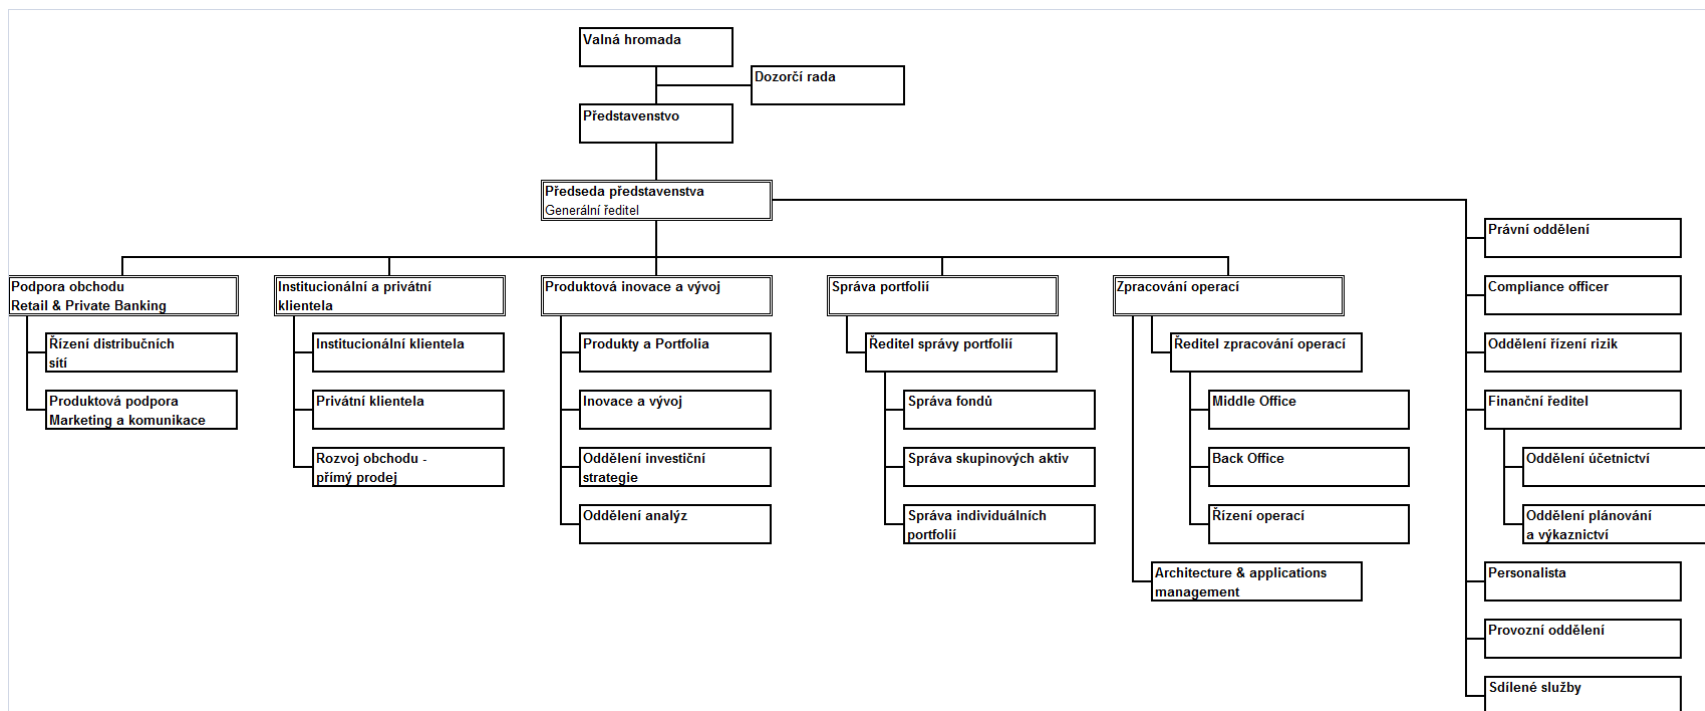 Valná hromada
Dozorčí rada
Představenstvo
Předseda představenstva
Generální ředitel
Podpora obchodu
Retail & Private Banking
Řízení distribučních
sítí
Produktová podpora
Marketing a komunikace
Institucionální a privátní
klientela
Institucionální klientela
Privátní klientela
Rozvoj obchodu -
přímý prodej
Produktová inovace a vývoj
Produkty a Portfolia
Inovace a vývoj
Oddělení investiční
strategie
Oddělení analýz
Správa portfolií
Ředitel správy portfolií
Správa fondů
Správa skupinových aktiv
Správa individuálních
portfolií
Zpracování operací
Ředitel zpracování operací
Middle Office
Back Office
Řízení operací
Architecture & applications
management
Právní oddělení
Compliance officer
Oddělení řízení rizik
Finanční ředitel
Oddělení účetnictví
Oddělení plánování
a výkaznictví
Personalista
Provozní oddělení
Sdílené služby